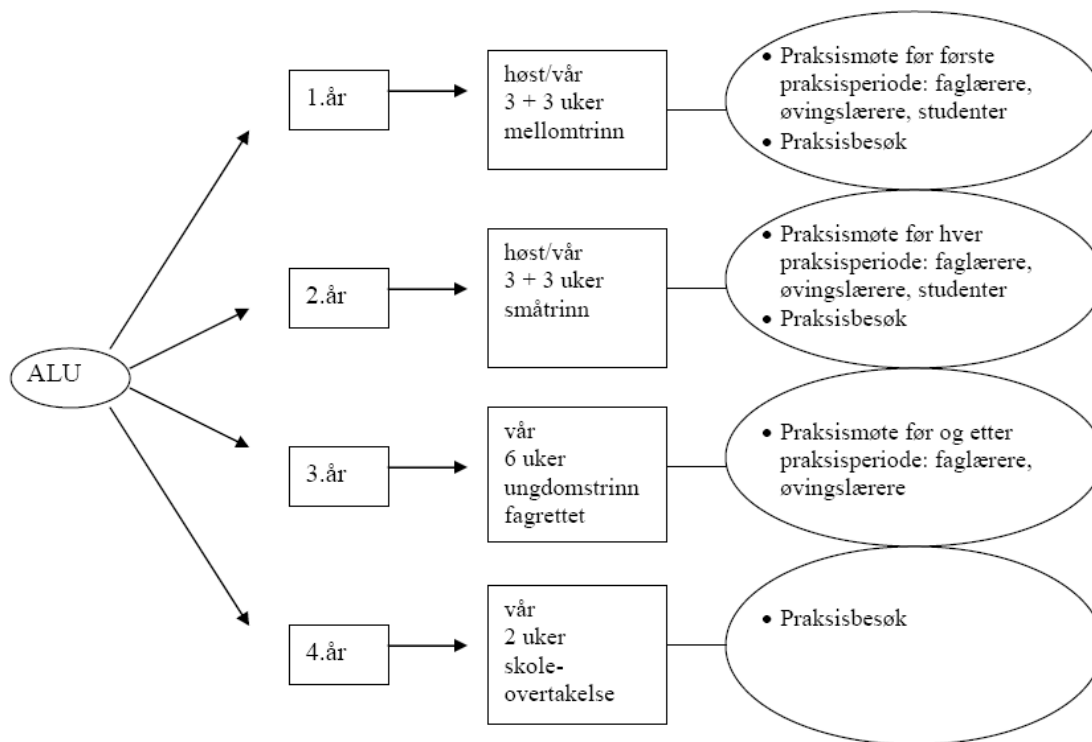 ALU
1.år
høst/vår
3 + 3 uker
mellomtrinn
• Praksismøte før første
praksisperiode: faglærere,
øvingslærere, studenter
• Praksisbesøk
2.år
høst/vår
3 + 3 uker
småtrinn
• Praksismøte før hver
praksisperiode: faglærere,
øvingslærere, studenter
• Praksisbesøk
3.år
vår
6 uker
ungdomstrinn
fagrettet
• Praksismøte før og etter
praksisperiode: faglærere,
øvingslærere
4.år
vår
2 uker
skole-
overtakelse
• Praksisbesøk